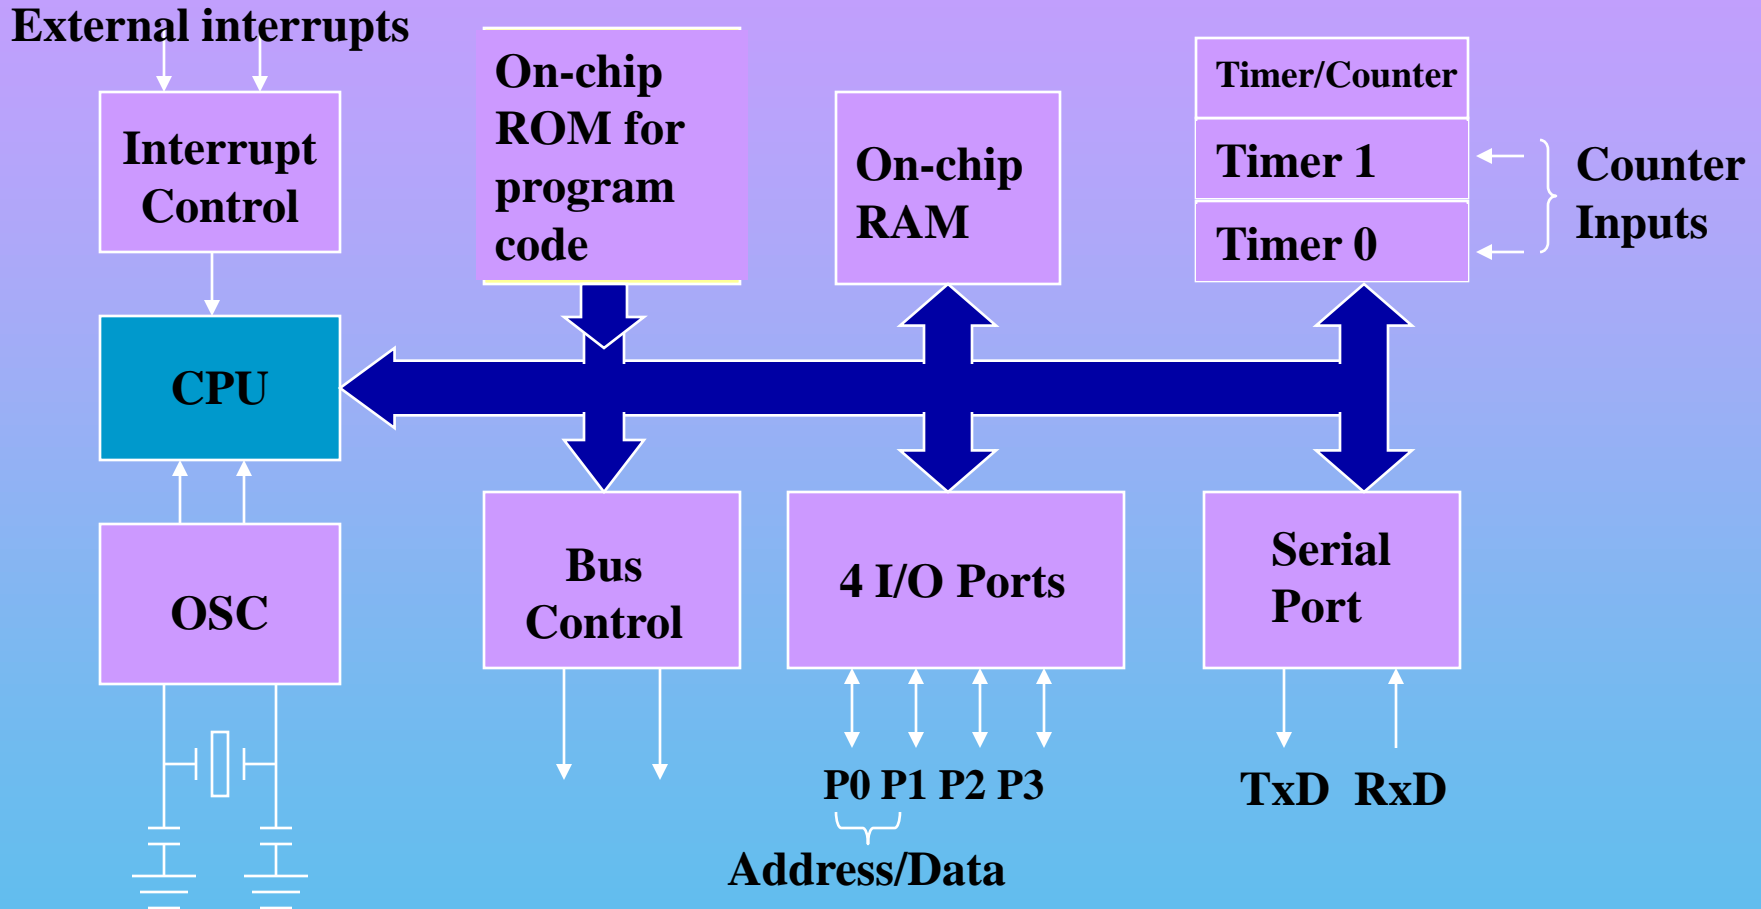 External interrupts
Interrupt
Control
On-chip
ROM for
program
code
On-chip
RAM
Timer/Counter
Timer 1
Timer 0
Counter
Inputs
CPU
OSC
Bus
Control
4 I/O Ports
Serial
Port
P0 P1 P2 P3
Address/Data
TxD RxD